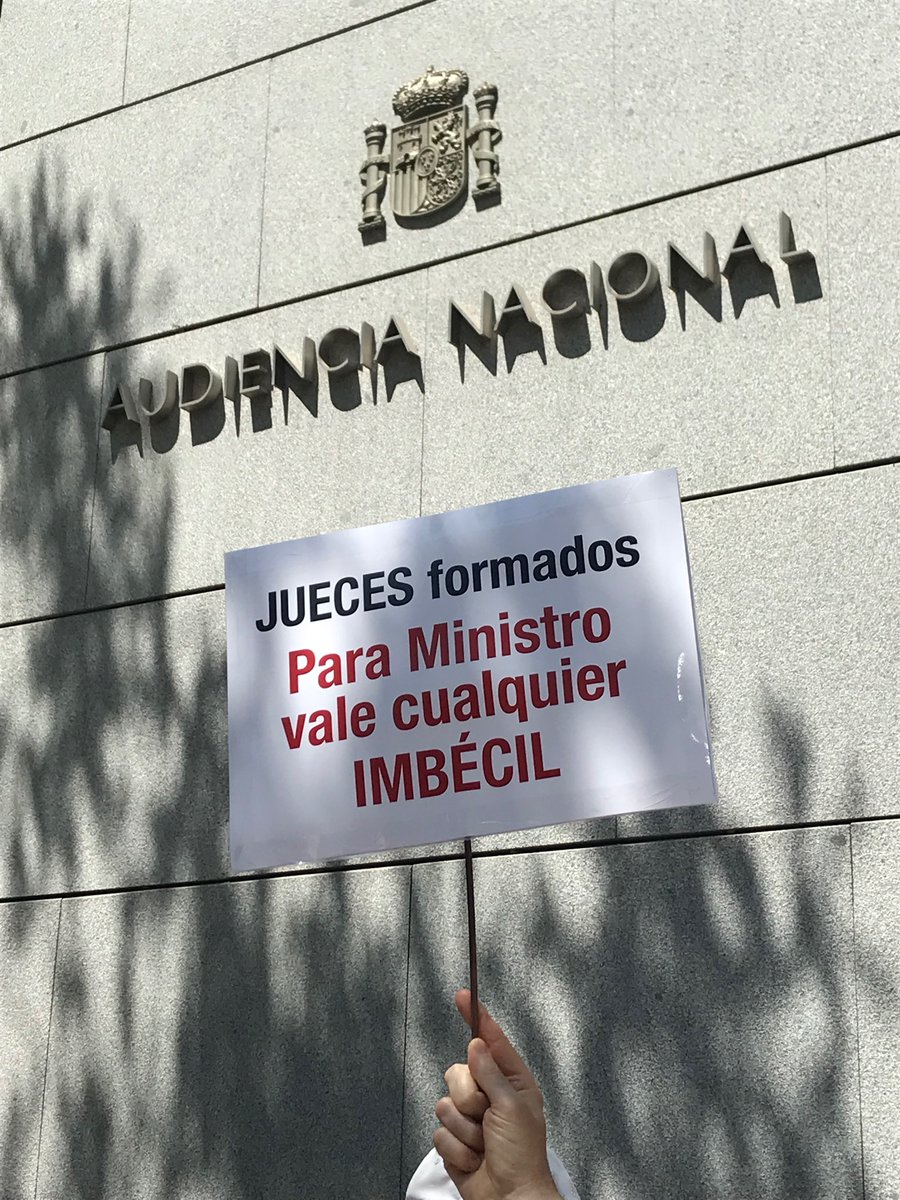 AUDIENCIA NACIONAL
JUECES formados
Para Ministro
vale cualquier
IMBÉCIL